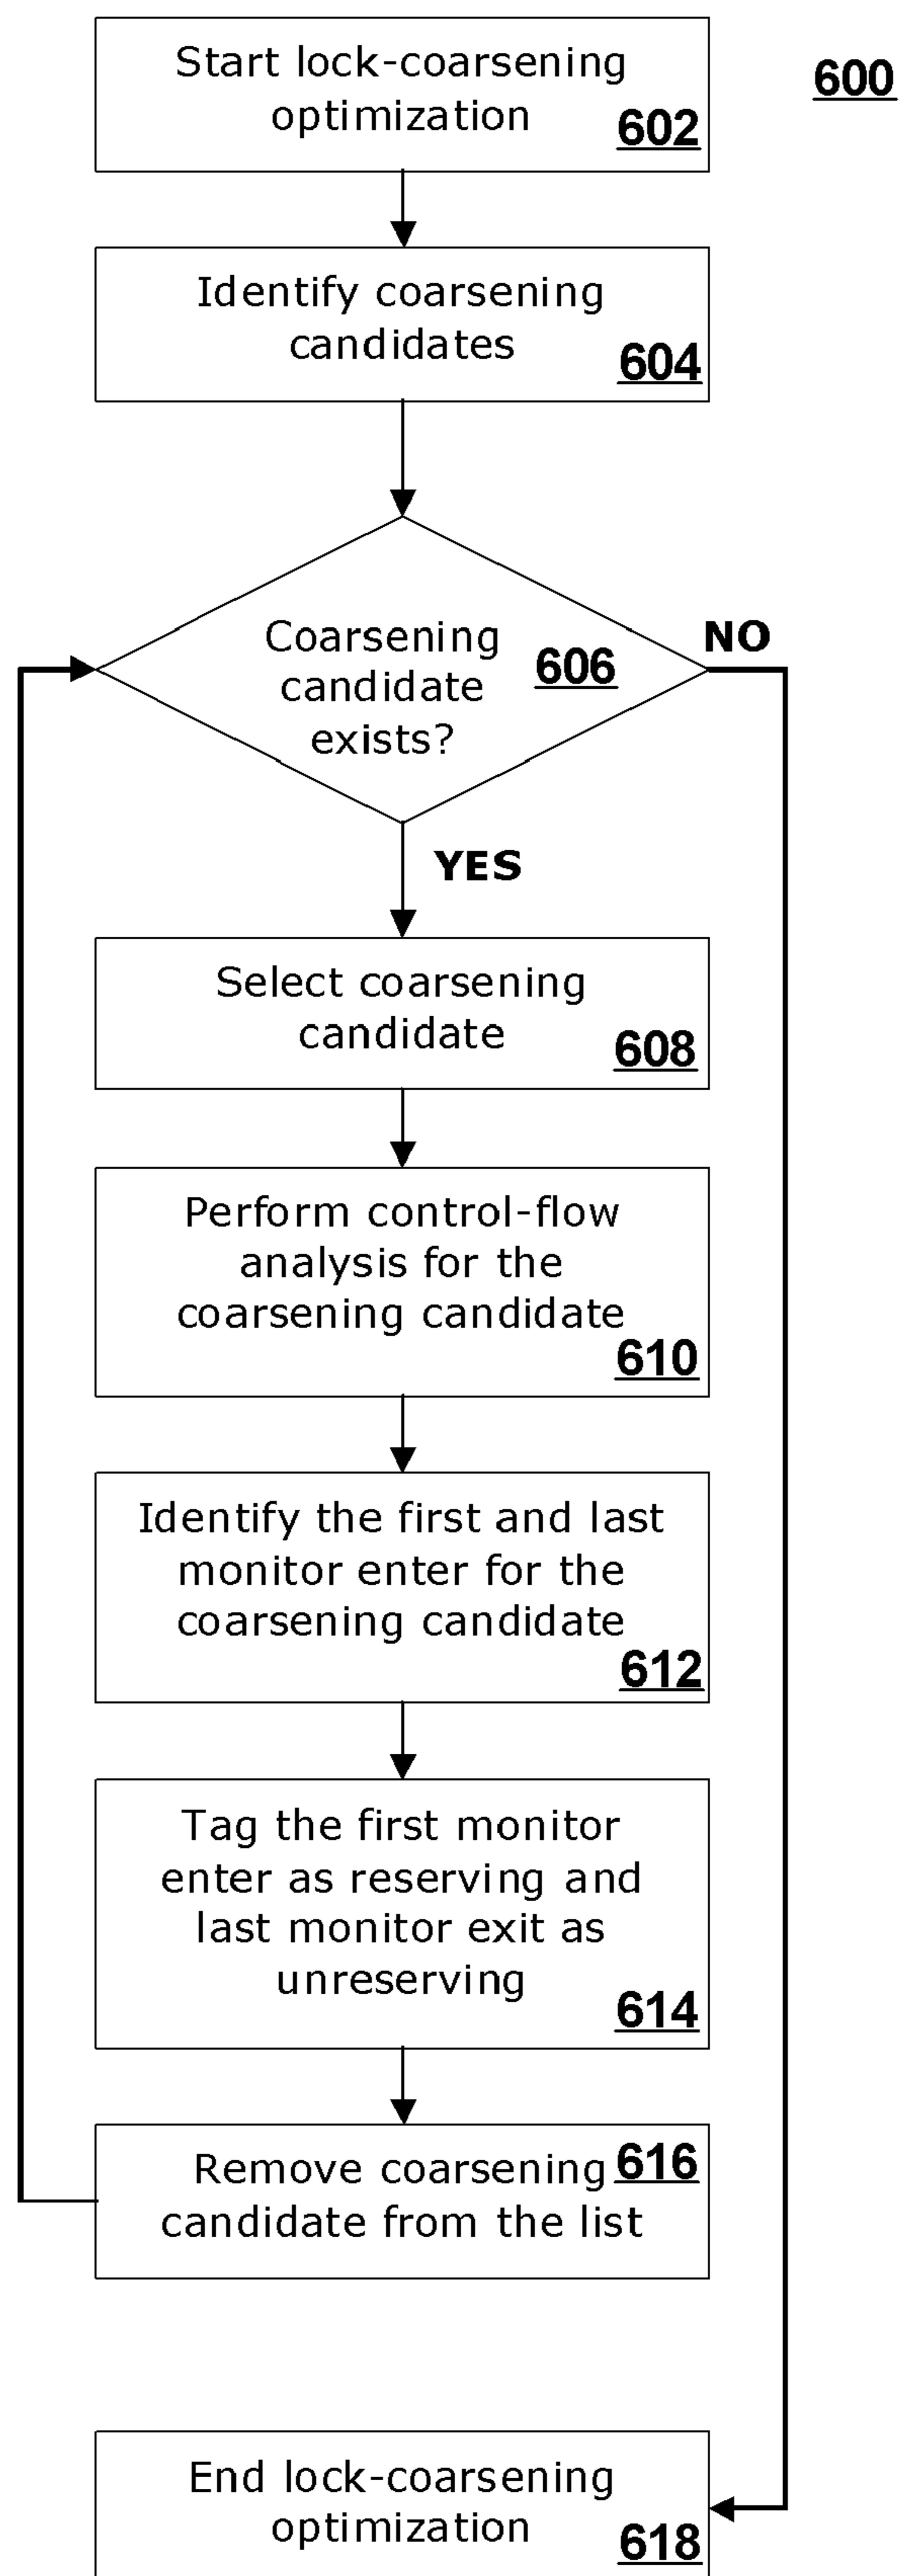 Start lock-coarsening
optimization
602
600
Identify coarsening
candidates
604
Coarsening
candidate
exists?
606
NO
YES
Select coarsening
candidate
608
Perform control-flow
analysis for the
coarsening candidate
610
Identify the first and last
monitor enter for the
coarsening candidate
612
Tag the first monitor
enter as reserving and
last monitor exit as
unreserving
614
Remove coarsening
candidate from the list
616
End lock-coarsening
optimization
618